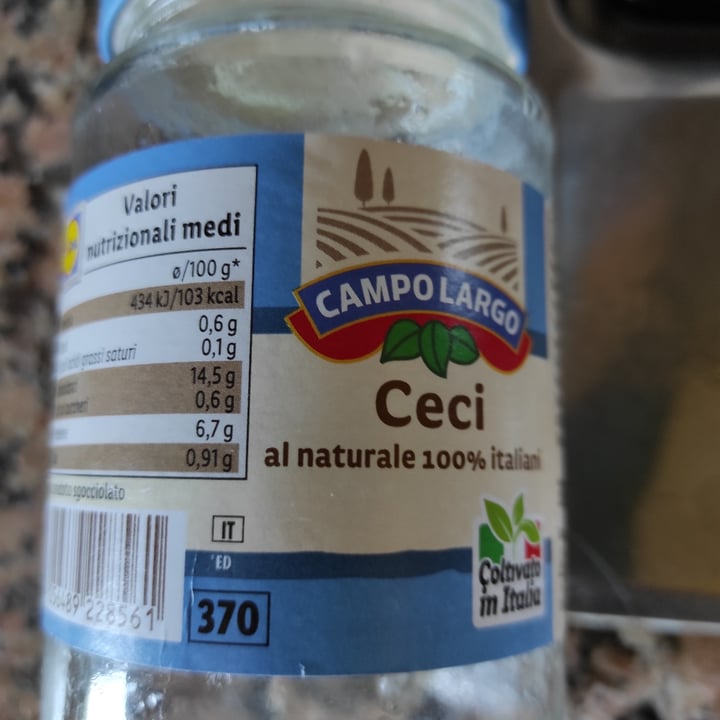 Valori
nutrizionali medi
ø/100 g*
434 kJ/103 kcal
0,6 g
grassi saturi
0,1 g
14,5 g
0,6 g
6,7 g
0,91 g
sgocciolato
228561
IT
ED
370
CAMPO LARGO
Ceci
al naturale 100% italiani
Coltivato
in Italia